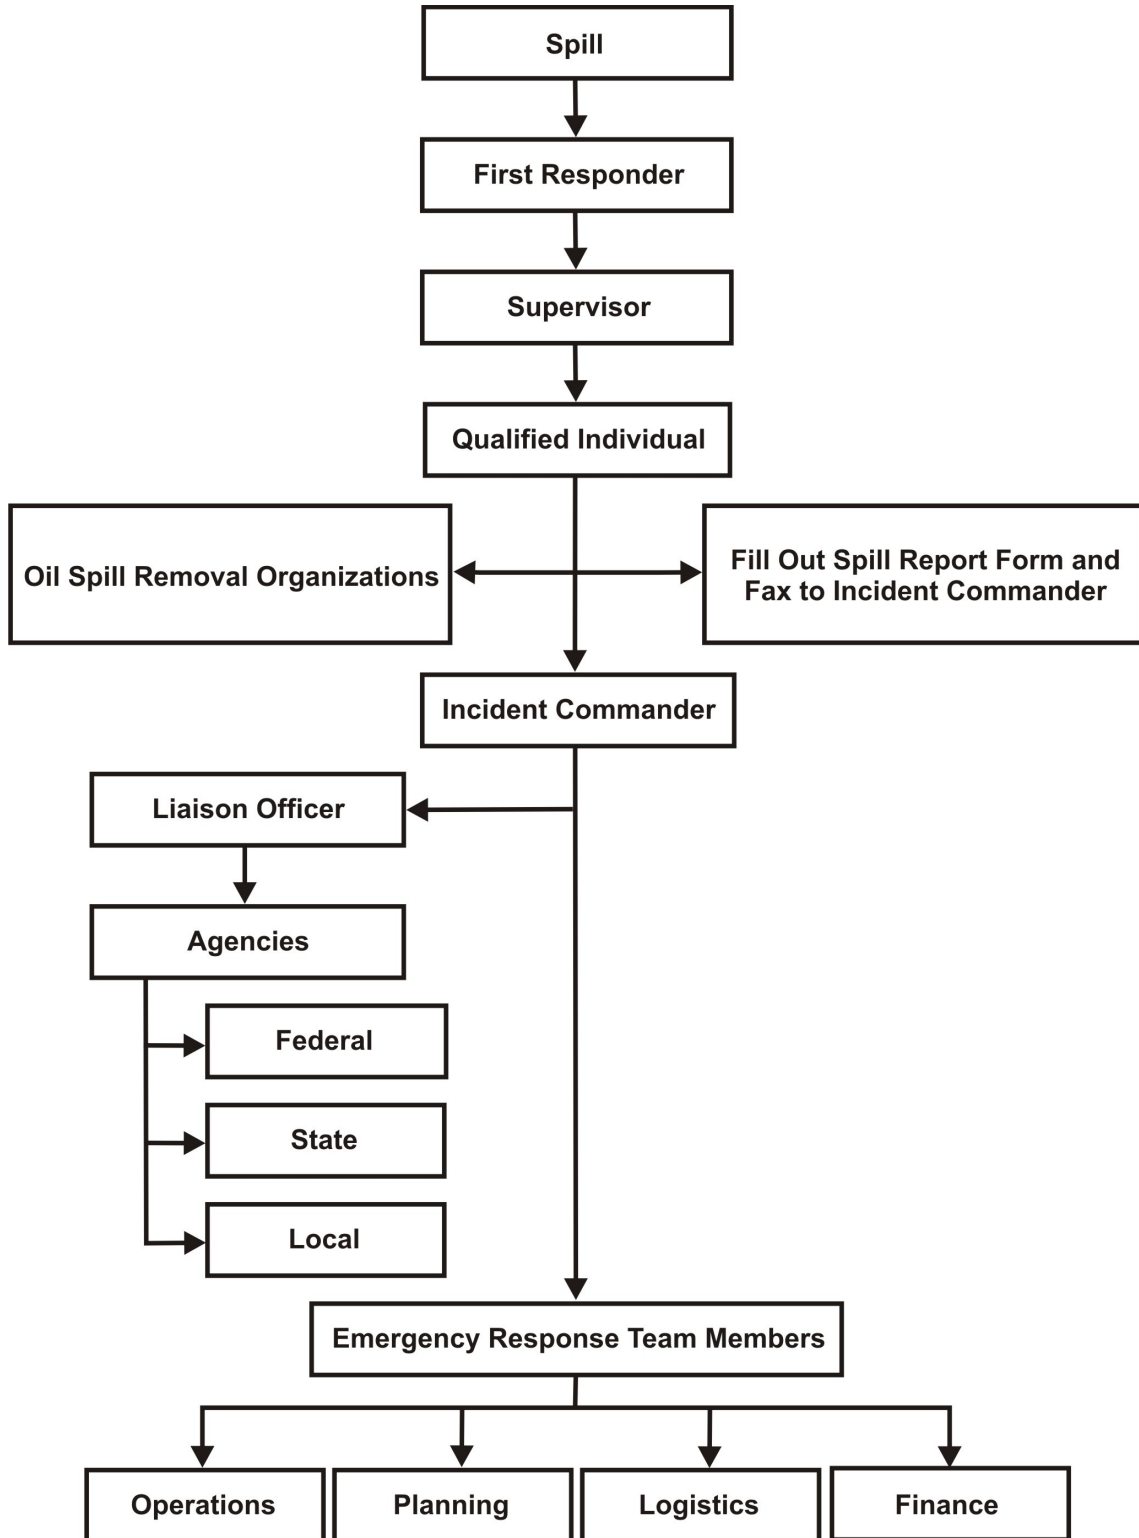 Spill
First Responder
Supervisor
Qualified Individual
Oil Spill Removal Organizations
Fill Out Spill Report Form and
Fax to Incident Commander
Incident Commander
Liaison Officer
Agencies
Federal
State
Local
Emergency Response Team Members
Operations
Planning
Logistics
Finance